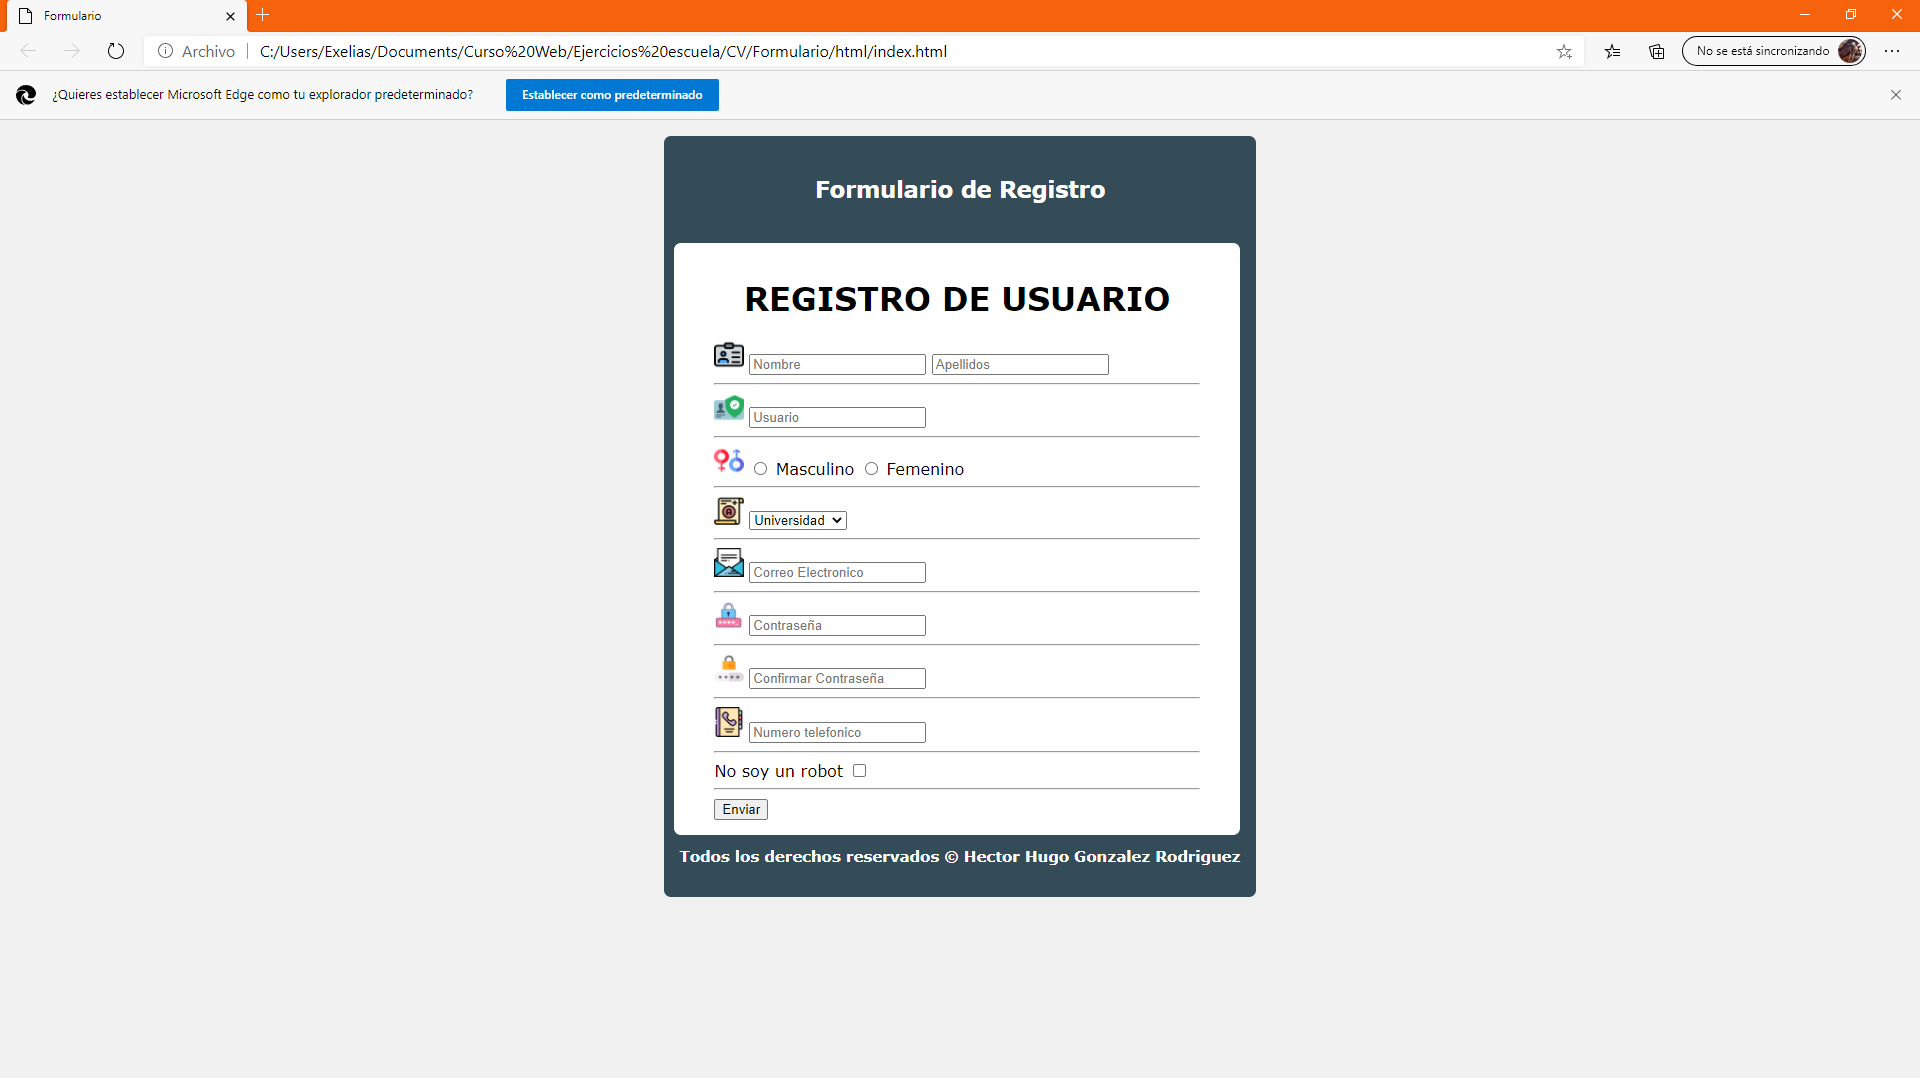 Formulario
Archivo
C:/Users/Exelias/Documents/Curso%20Web/Ejercicios%20escuela/CV/Formulario/html/index.html
No se está sincronizando
¿Quieres establecer Microsoft Edge como tu explorador predeterminado?
Establecer como predeterminado
Formulario de Registro
REGISTRO DE USUARIO
Nombre Apellidos
Usuario
Masculino Femenino
Universidad
Correo Electronico
Contraseña
Confirmar Contraseña
Numero telefonico
No soy un robot
Enviar
Todos los derechos reservados © Hector Hugo Gonzalez Rodriguez